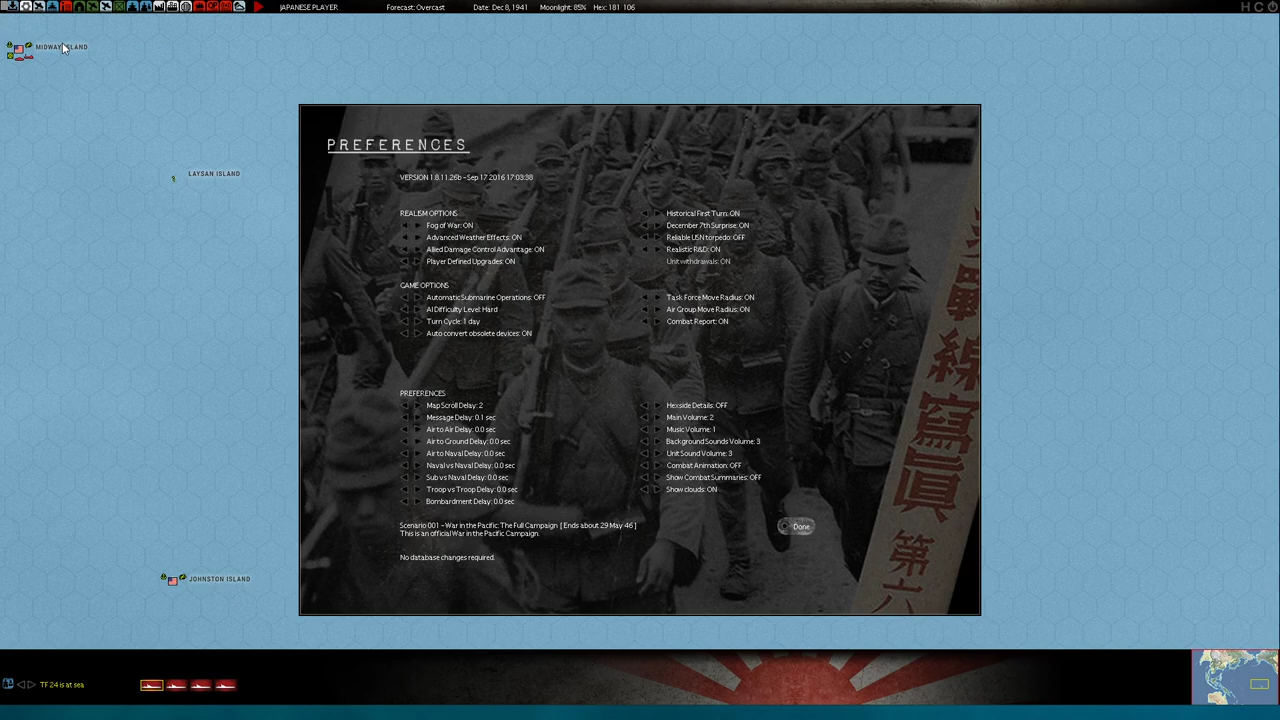 JAPANESE PLAYER Forecast: Overcast Date: Dec 8, 1941 Moonlight: 85% Hex: 181 106
H C
MIDWAY ISLAND
PREFERENCES
LAYSAN ISLAND
VERSION 1.8.11.26b - Sep 17 2016 17:03:38
REALISM OPTIONS
Fog of War: ON
Advanced Weather Effects: ON
Allied Damage Control Advantage: ON
Player Defined Upgrades: ON
Historical First Turn: ON
December 7th Surprise: ON
Reliable USN torpedo: OFF
Realistic R&D: ON
Unit withdrawals: ON
GAME OPTIONS
Automatic Submarine Operations: OFF
AI Difficulty Level: Hard
Turn Cycle: 1 day
Auto convert obsolete devices: ON
Task Force Move Radius: ON
Air Group Move Radius: ON
Combat Report: ON
PREFERENCES
Map Scroll Delay: 2
Message Delay: 0.1 sec
Air to Air Delay: 0.0 sec
Air to Ground Delay: 0.0 sec
Air to Naval Delay: 0.0 sec
Naval vs Naval Delay: 0.0 sec
Sub vs Naval Delay: 0.0 sec
Troop vs Troop Delay: 0.0 sec
Bombardment Delay: 0.0 sec
Hexside Details: OFF
Main Volume: 2
Music Volume: 1
Background Sounds Volume: 3
Unit Sound Volume: 3
Combat Animation: OFF
Show Combat Summaries: OFF
Show clouds: ON
Scenario 001 - War in the Pacific: The Full Campaign [ Ends about 29 May 46 ]
This is an official War in the Pacific Campaign.
Done
No database changes required.
綿寫眞
第六
JOHNSTON ISLAND
TF 24 is at sea